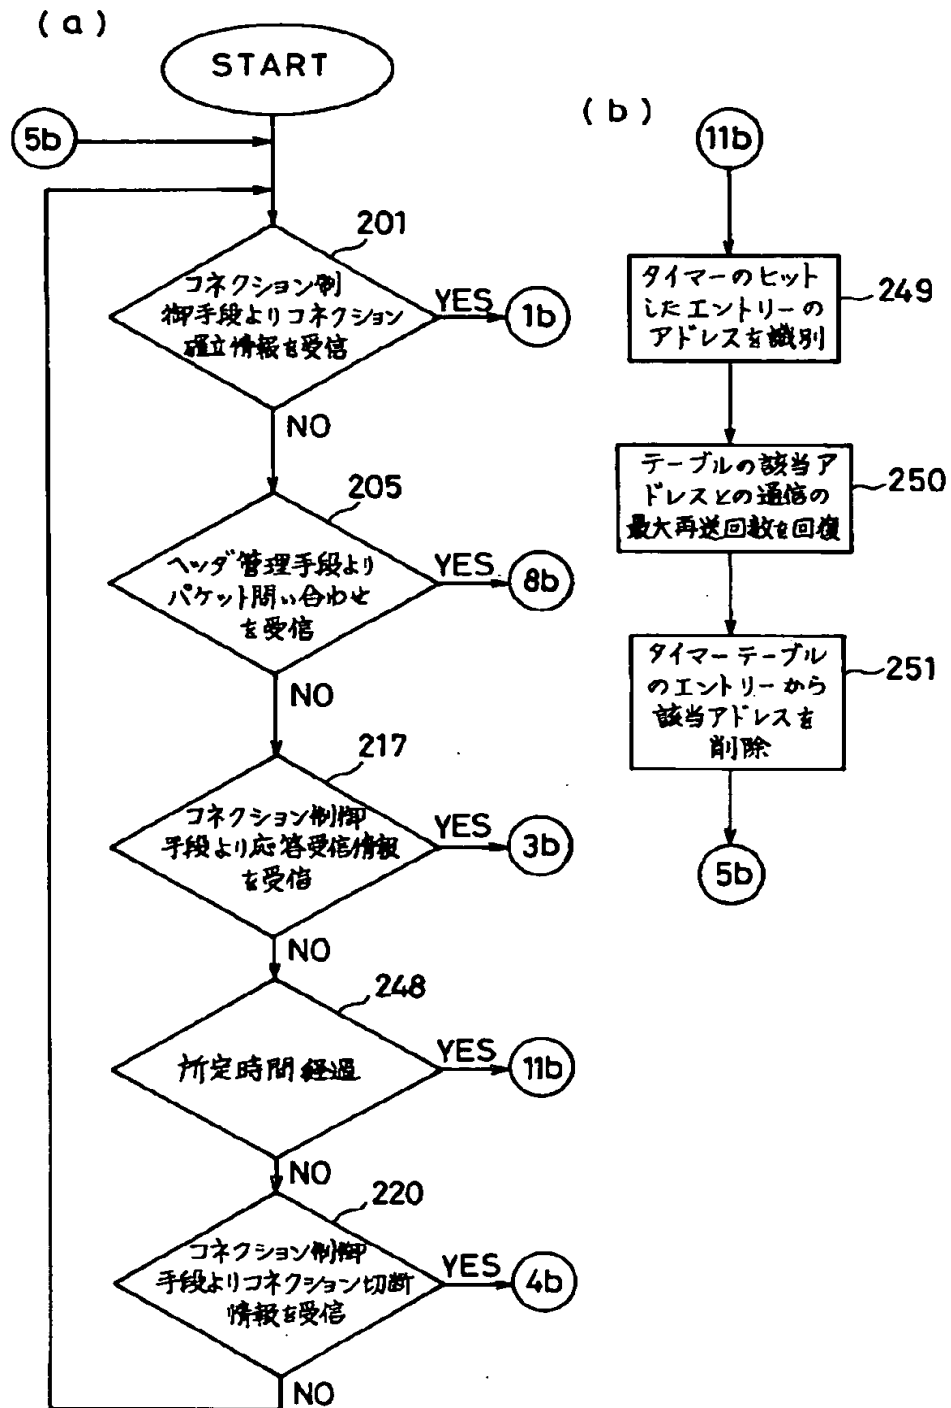 (a)
START
5b
201
コネクション制
御手段よりコネクション
確立情報を受信
YES
1b
NO
205
ヘッダ管理手段より
パケット問い合わせ
を受信
YES
8b
NO
217
コネクション制御
手段より応答受信情報
を受信
YES
3b
NO
248
所定時間経過
YES
11b
NO
220
コネクション制御
手段よりコネクション切断
情報を受信
YES
4b
NO
(b)
11b
タイマーのヒット
したエントリーの
アドレスを識別
249
テーブルの該当ア
ドレスとの通信の
最大再送回数を回復
250
タイマーテーブル
のエントリーから
該当アドレスを
削除
251
5b